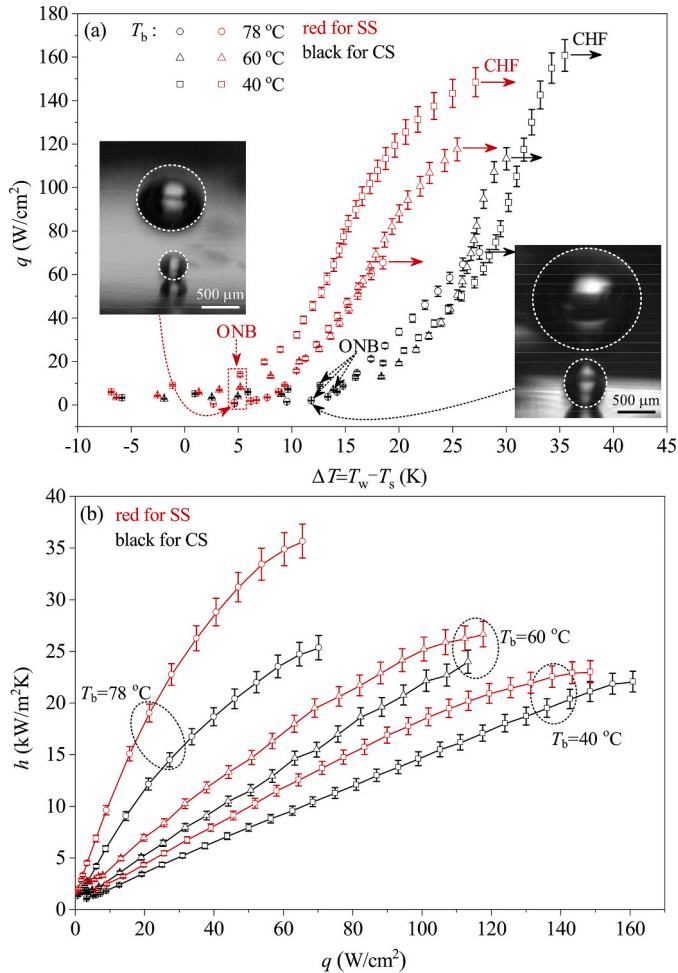 (a) T_b : 78 °C red for SS
60 °C black for CS
40 °C
CHF CHF
180
160
140
120
100
80
60
40
20
0
q (W/cm²)
500 µm
500 µm
ONB
ONB
-10 -5 0 5 10 15 20 25 30 35 40 45
ΔT=T_w−T_s (K)
(b) red for SS
black for CS
40
35
30
25
20
15
10
5
0
h (kW/m²K)
T_b=78 °C
T_b=60 °C
T_b=40 °C
0 20 40 60 80 100 120 140 160
q (W/cm²)